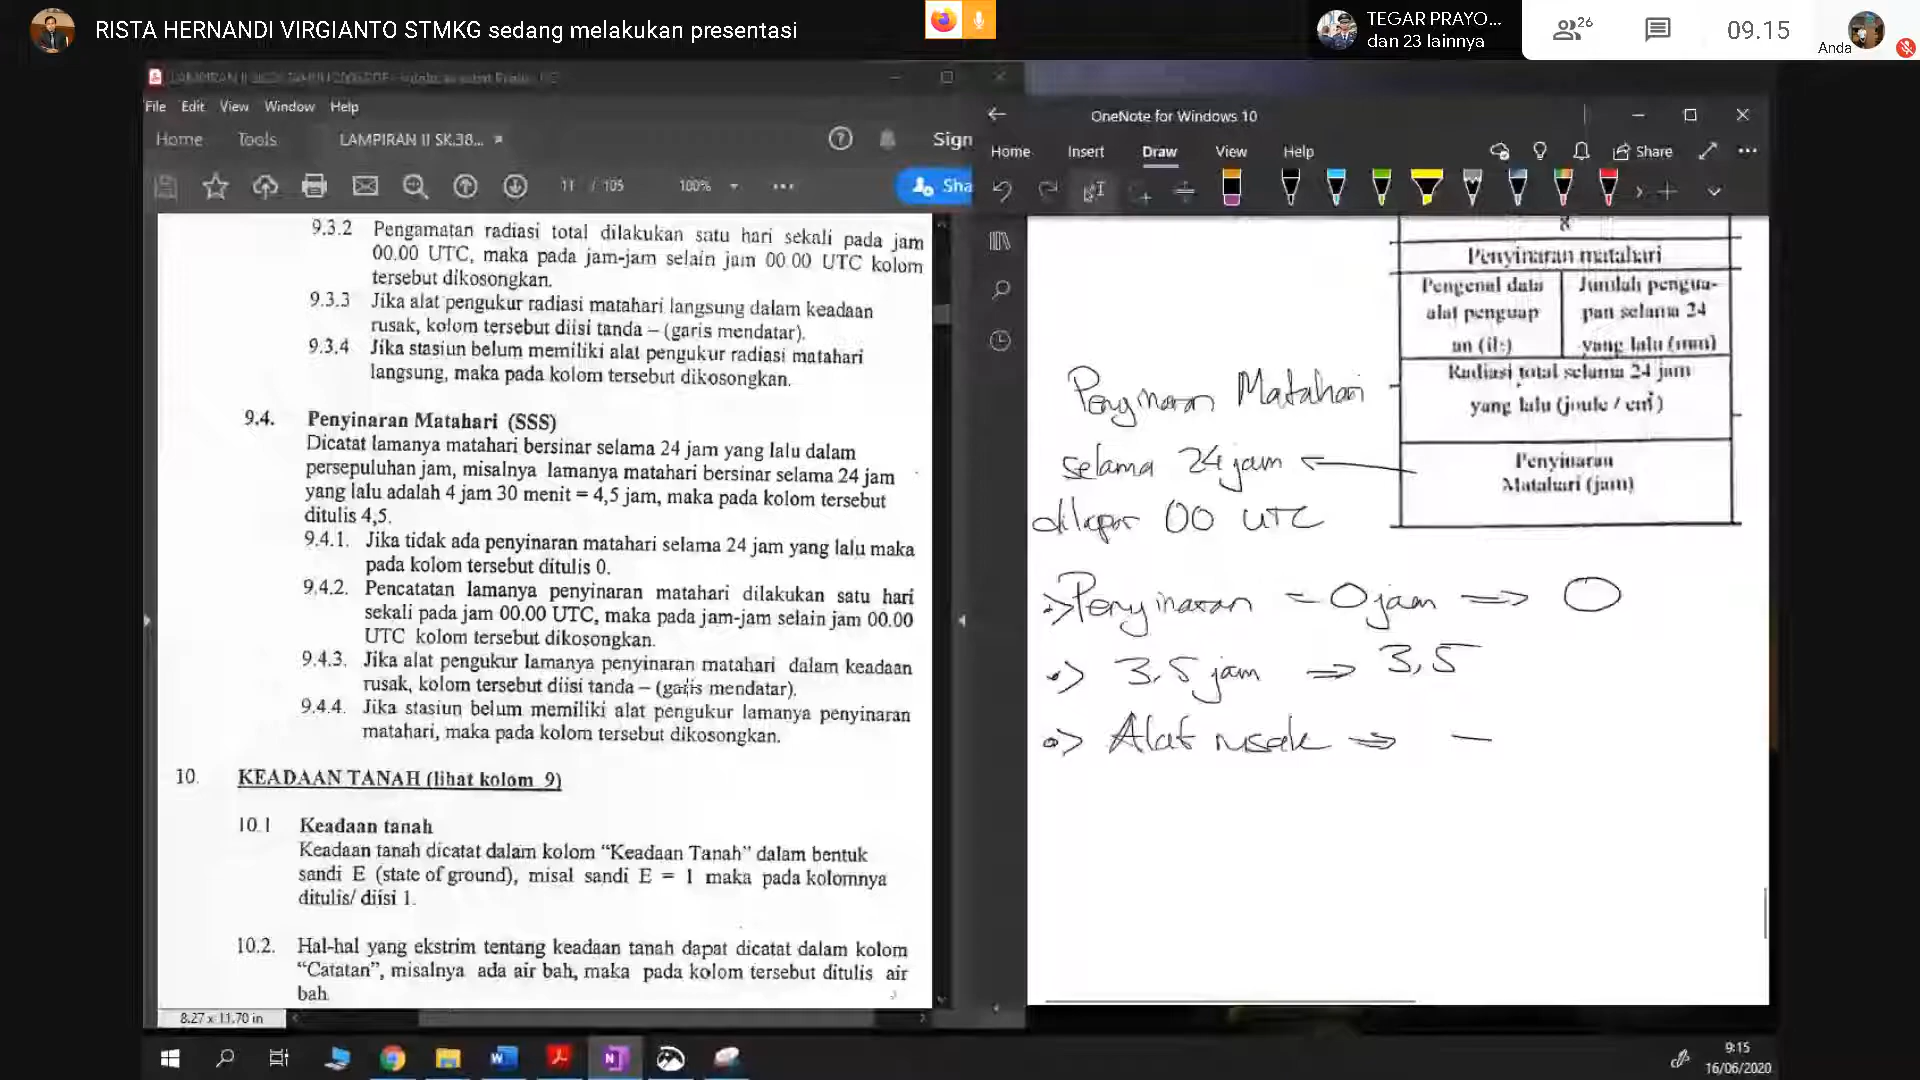 RISTA HERNANDI VIRGIANTO STMKG sedang melakukan presentasi
TEGAR PRAYO...
dan 23 lainnya
26
09.15
Anda
File Edit View Window Help
Home Tools LAMPIRAN II SK.38... Sign
11 / 105 100% ... Sha
9.3.2 Pengamatan radiasi total dilakukan satu hari sekali pada jam
00.00 UTC, maka pada jam-jam selain jam 00.00 UTC kolom
tersebut dikosongkan.
9.3.3 Jika alat pengukur radiasi matahari langsung dalam keadaan
rusak, kolom tersebut diisi tanda – (garis mendatar).
9.3.4 Jika stasiun belum memiliki alat pengukur radiasi matahari
langsung, maka pada kolom tersebut dikosongkan.
9.4. Penyinaran Matahari (SSS)
Dicatat lamanya matahari bersinar selama 24 jam yang lalu dalam
persepuluhan jam, misalnya lamanya matahari bersinar selama 24 jam
yang lalu adalah 4 jam 30 menit = 4,5 jam, maka pada kolom tersebut
ditulis 4,5.
9.4.1. Jika tidak ada penyinaran matahari selama 24 jam yang lalu maka
pada kolom tersebut ditulis 0.
9.4.2. Pencatatan lamanya penyinaran matahari dilakukan satu hari
sekali pada jam 00.00 UTC, maka pada jam-jam selain jam 00.00
UTC kolom tersebut dikosongkan.
9.4.3. Jika alat pengukur lamanya penyinaran matahari dalam keadaan
rusak, kolom tersebut diisi tanda – (garis mendatar).
9.4.4. Jika stasiun belum memiliki alat pengukur lamanya penyinaran
matahari, maka pada kolom tersebut dikosongkan.
10. KEADAAN TANAH (lihat kolom 9)
10.1 Keadaan tanah
Keadaan tanah dicatat dalam kolom “Keadaan Tanah” dalam bentuk
sandi E (state of ground), misal sandi E = 1 maka pada kolomnya
ditulis/ diisi 1.
10.2. Hal-hal yang ekstrim tentang keadaan tanah dapat dicatat dalam kolom
“Catatan”, misalnya ada air bah, maka pada kolom tersebut ditulis air
bah.
8.27 x 11.70 in
OneNote for Windows 10
Home Insert Draw View Help Share ...
8
Penyinaran matahari
Pengenal data
alat penguap
an (iE)
Jumlah pengua-
pan selama 24
yang lalu (mm)
Radiasi total selama 24 jam
yang lalu (joule / cm²)
Penyinaran
Matahari (jam)
Penyinaran Matahari
selama 24 jam
dilapor 00 UTC
Penyinaran = 0 jam ⇒ 0
3,5 jam ⇒ 3,5
Alat rusak ⇒ –
9:15
16/06/2020